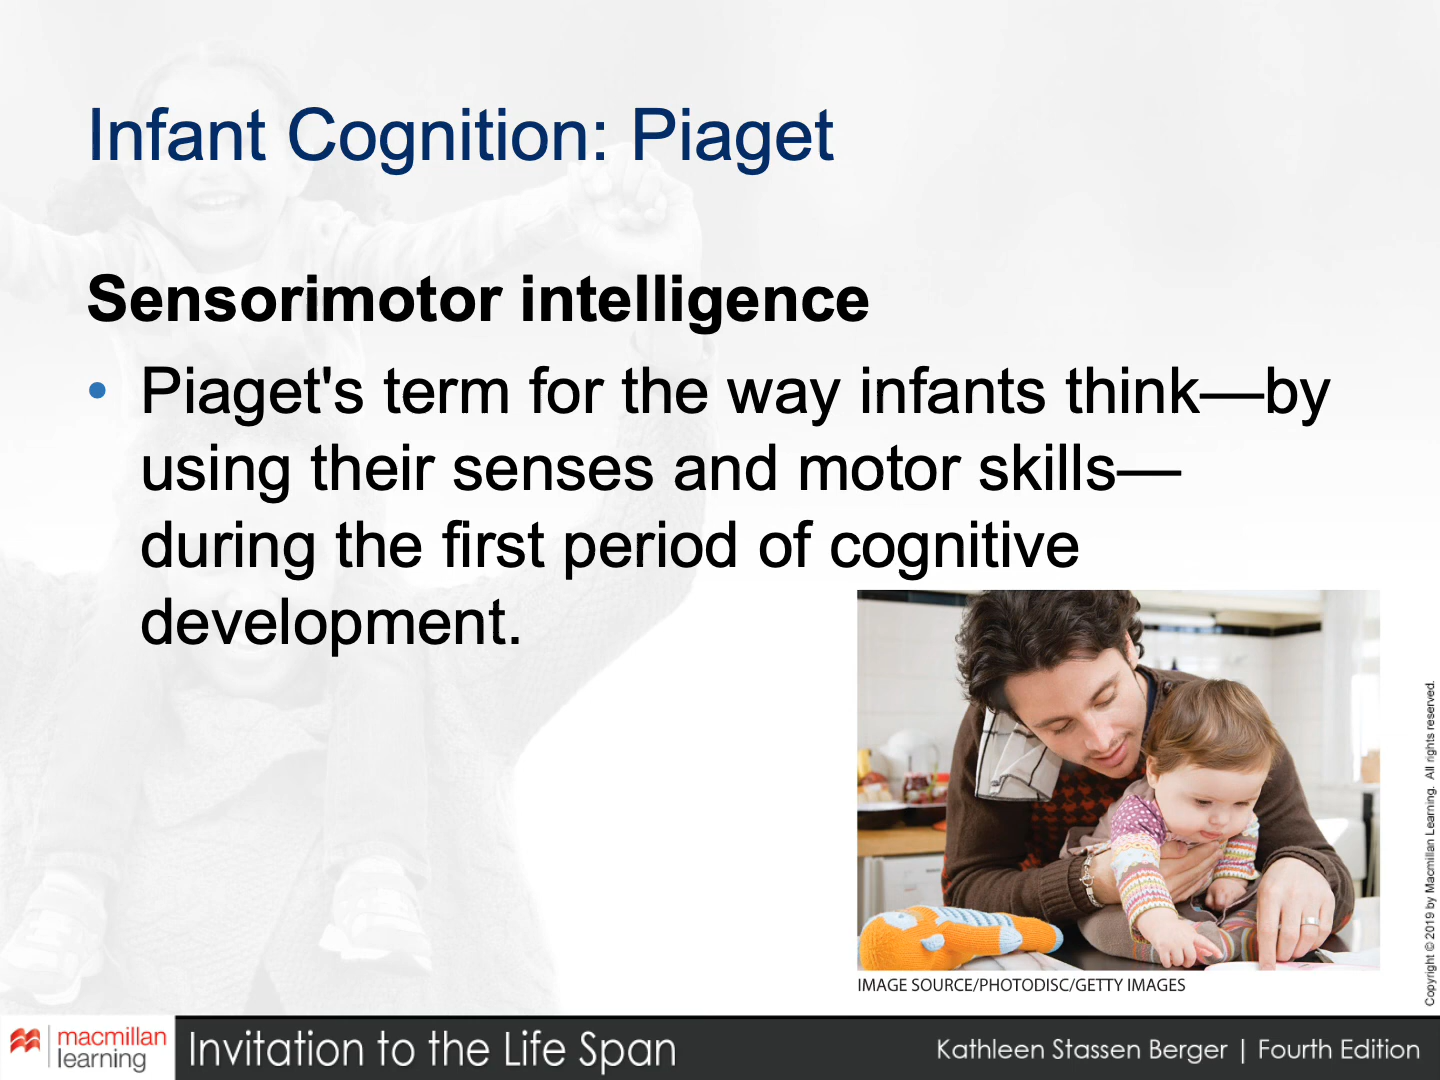 Infant Cognition: Piaget
Sensorimotor intelligence
• Piaget's term for the way infants think—by
using their senses and motor skills—
during the first period of cognitive
development.
IMAGE SOURCE/PHOTODISC/GETTY IMAGES
Copyright © 2019 by Macmillan Learning. All rights reserved.
macmillan
learning
Invitation to the Life Span
Kathleen Stassen Berger | Fourth Edition